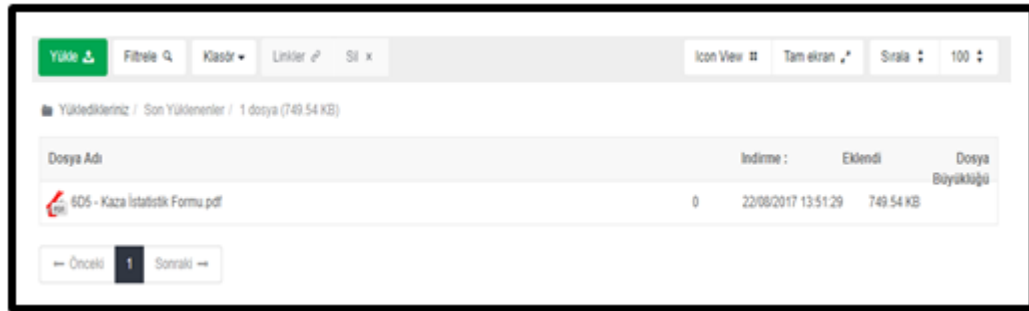 Yükle
Filtrele
Klasör
Linkler
Sil x
Icon View
Tam ekran
Sırala
100
Yüklediklerimiz / Son Yüklenenler / 1 dosya (749.54 KB)
Dosya Adı
Indirme :
Eklendi
Dosya
Büyüklüğü
6D5 - Kaza İstatistik Formu.pdf
0
22/08/2017 13:51:29
749.54 KB
← Önceki
1
Sonraki →